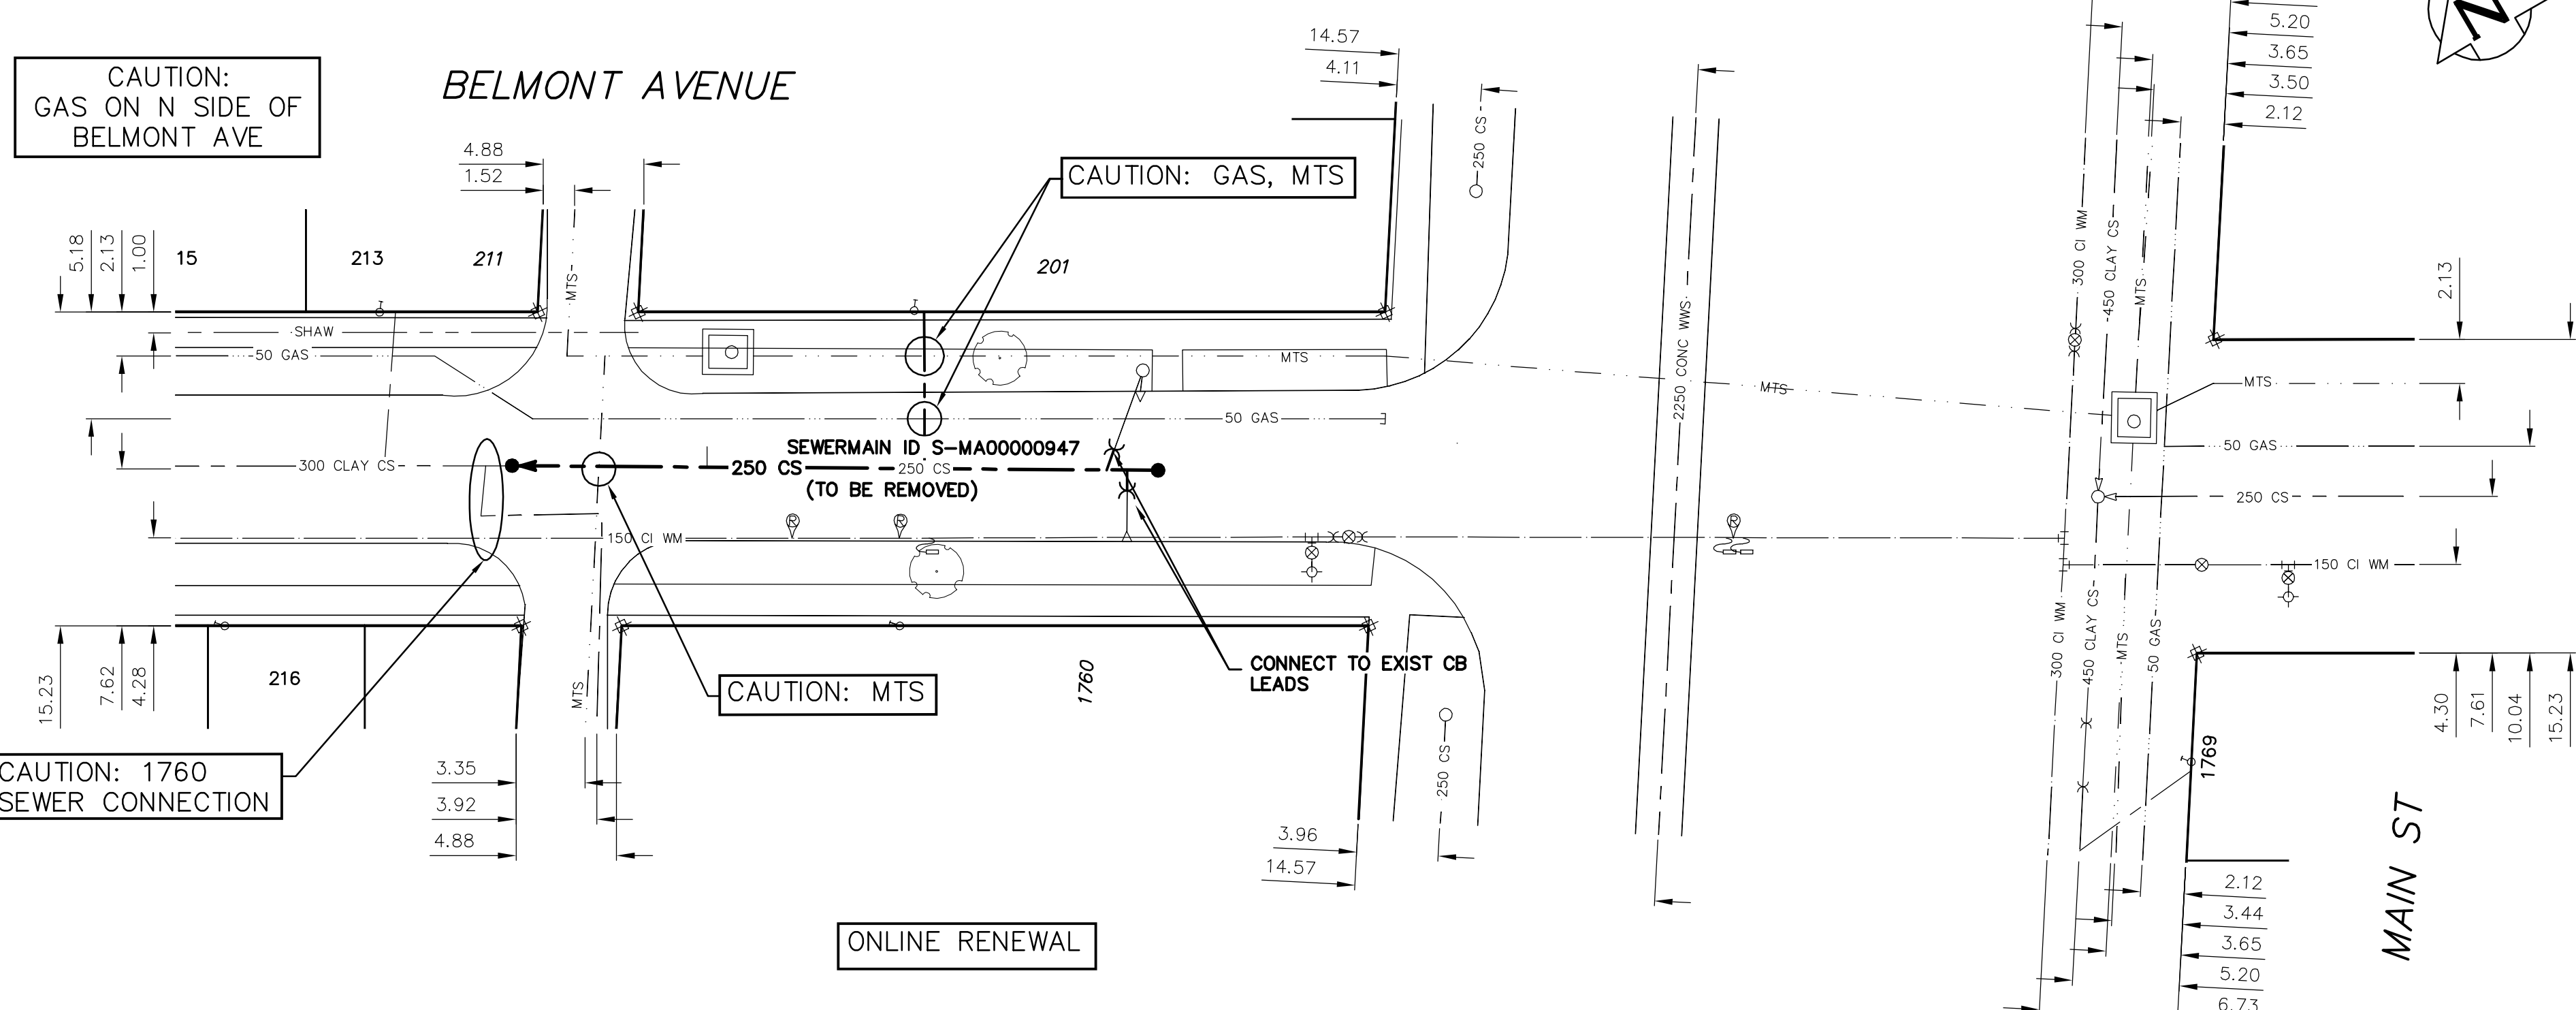 CAUTION:
GAS ON N SIDE OF
BELMONT AVE
BELMONT AVENUE
N
14.57
4.11
5.20
3.65
3.50
2.12
4.88
1.52
CAUTION: GAS, MTS
250 CS
5.18
2.13
1.00
15
213
211
MTS
201
300 CI WM
450 CLAY CS
MTS
2.13
SHAW
50 GAS
MTS
2250 CONC WWS
MTS
MTS
50 GAS
50 GAS
SEWERMAIN ID S-MA00000947
300 CLAY CS
250 CS
250 CS
(TO BE REMOVED)
250 CS
R
R
R
150 CI WM
150 CI WM
300 CI WM
450 CLAY CS
MTS
50 GAS
15.23
7.62
4.28
216
MTS
CAUTION: MTS
1760
CONNECT TO EXIST CB
LEADS
250 CS
4.30
7.61
10.04
15.23
1769
CAUTION: 1760
SEWER CONNECTION
3.35
3.92
4.88
3.96
14.57
ONLINE RENEWAL
2.12
3.44
3.65
5.20
6.73
MAIN ST